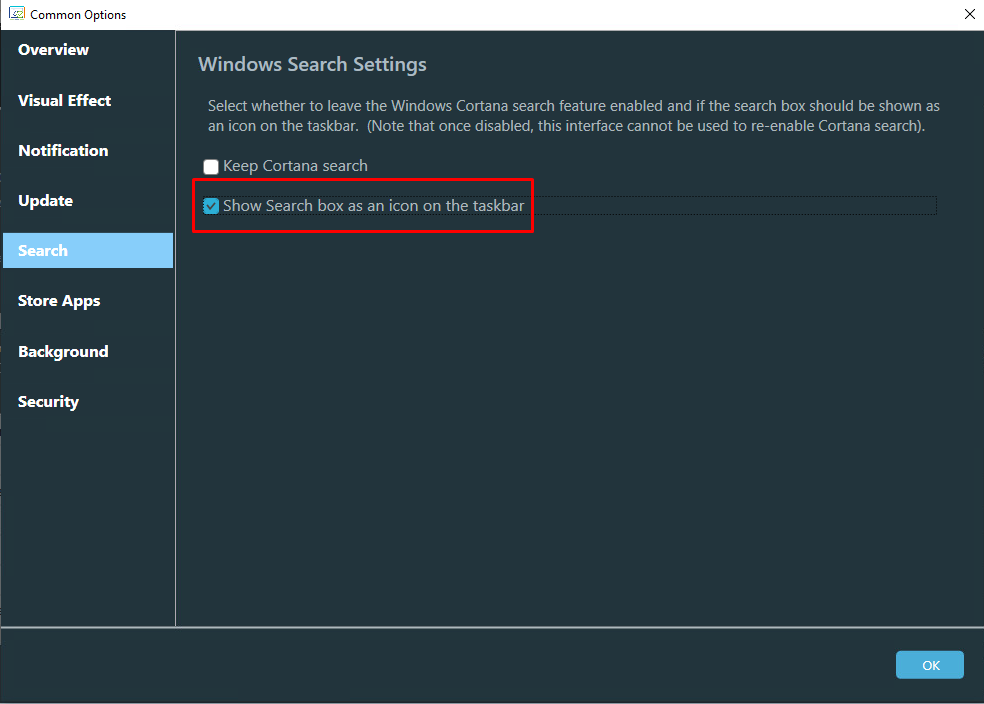 Common Options
Overview
Visual Effect
Notification
Update
Search
Store Apps
Background
Security
Windows Search Settings
Select whether to leave the Windows Cortana search feature enabled and if the search box should be shown as
an icon on the taskbar. (Note that once disabled, this interface cannot be used to re-enable Cortana search).
Keep Cortana search
Show Search box as an icon on the taskbar
OK